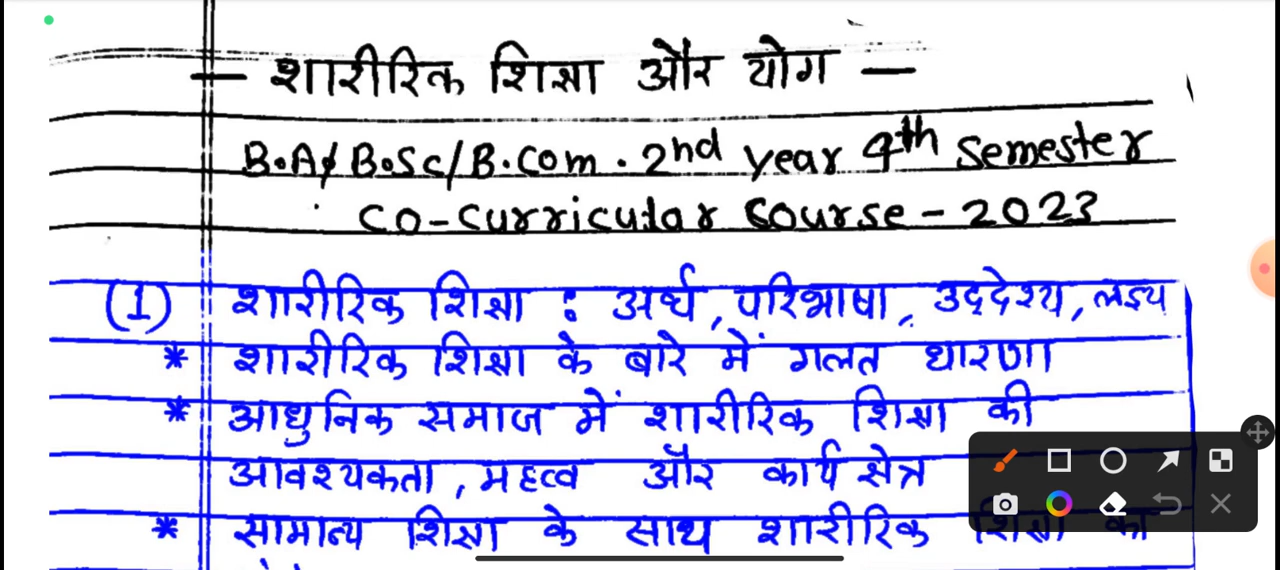 — शारीरिक शिक्षा और योग —
B.A/ B.Sc/B.Com. 2nd year 4th Semester
Co-Curricular Course - 2023
(1) शारीरिक शिक्षा : अर्थ, परिभाषा, उद्देश्य, लक्ष्य
* शारीरिक शिक्षा के बारे में गलत धारणा
* आधुनिक समाज में शारीरिक शिक्षा की
आवश्यकता, महत्व और कार्य क्षेत्र
* सामान्य शिक्षा के साथ शारीरिक शिक्षा का